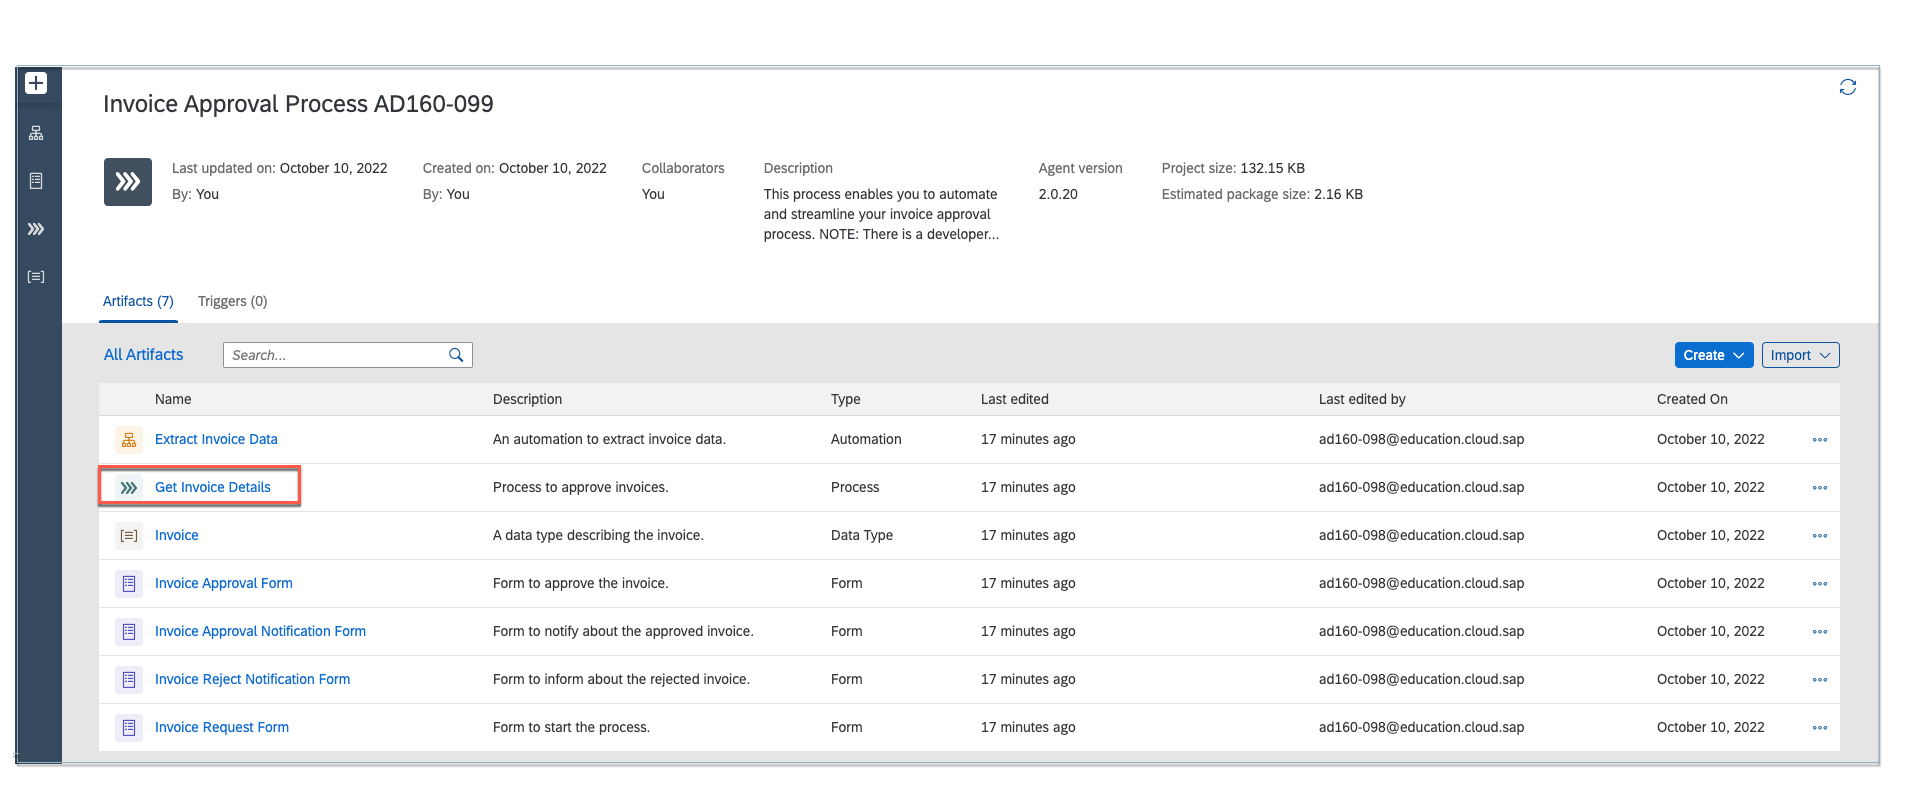 Invoice Approval Process AD160-099
Last updated on: October 10, 2022
By: You
Created on: October 10, 2022
By: You
Collaborators
You
Description
This process enables you to automate
and streamline your invoice approval
process. NOTE: There is a developer...
Agent version
2.0.20
Project size: 132.15 KB
Estimated package size: 2.16 KB
Artifacts (7) Triggers (0)
All Artifacts Search... Create Import
Name Description Type Last edited Last edited by Created On
Extract Invoice Data An automation to extract invoice data. Automation 17 minutes ago ad160-098@education.cloud.sap October 10, 2022
Get Invoice Details Process to approve invoices. Process 17 minutes ago ad160-098@education.cloud.sap October 10, 2022
Invoice A data type describing the invoice. Data Type 17 minutes ago ad160-098@education.cloud.sap October 10, 2022
Invoice Approval Form Form to approve the invoice. Form 17 minutes ago ad160-098@education.cloud.sap October 10, 2022
Invoice Approval Notification Form Form to notify about the approved invoice. Form 17 minutes ago ad160-098@education.cloud.sap October 10, 2022
Invoice Reject Notification Form Form to inform about the rejected invoice. Form 17 minutes ago ad160-098@education.cloud.sap October 10, 2022
Invoice Request Form Form to start the process. Form 17 minutes ago ad160-098@education.cloud.sap October 10, 2022